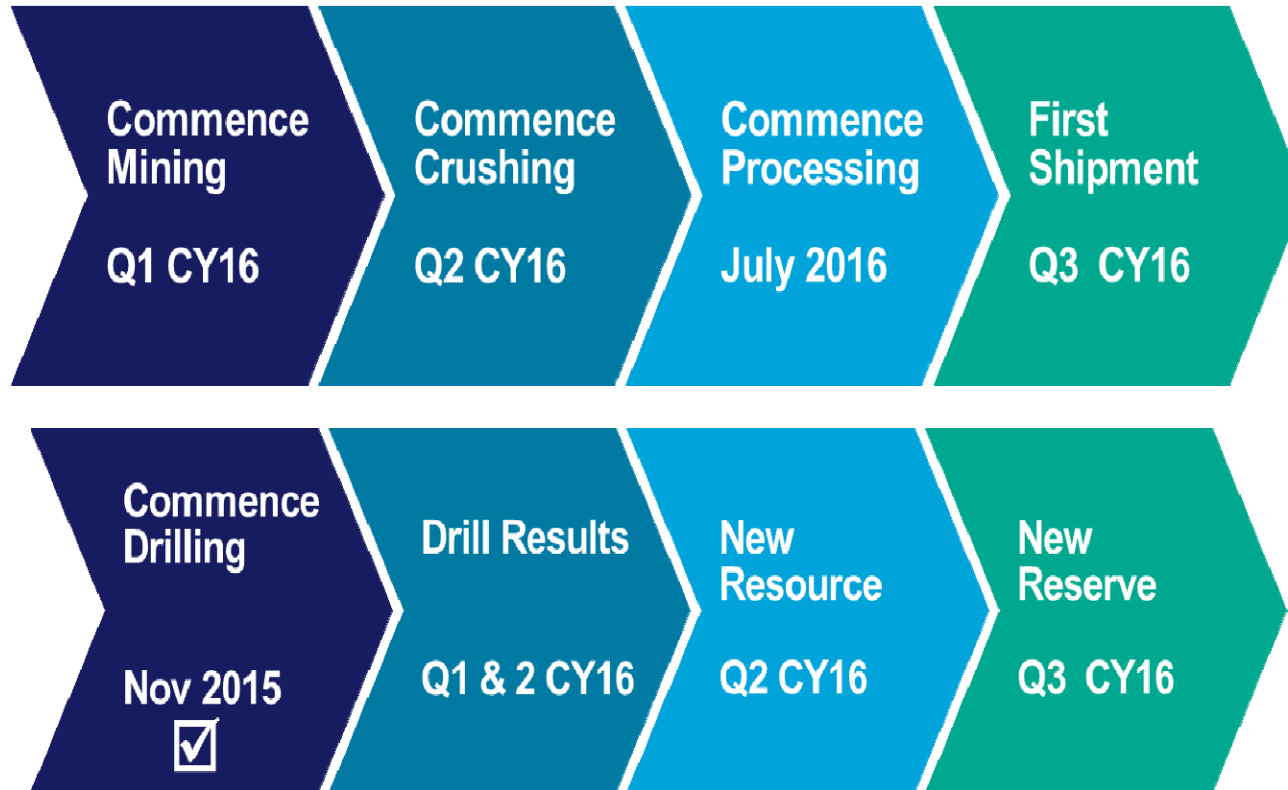 Commence
Mining
Q1 CY16
Commence
Crushing
Q2 CY16
Commence
Processing
July 2016
First
Shipment
Q3  CY16
Commence
Drilling
Nov 2015
☑
Drill Results
Q1 & 2 CY16
New
Resource
Q2 CY16
New
Reserve
Q3  CY16